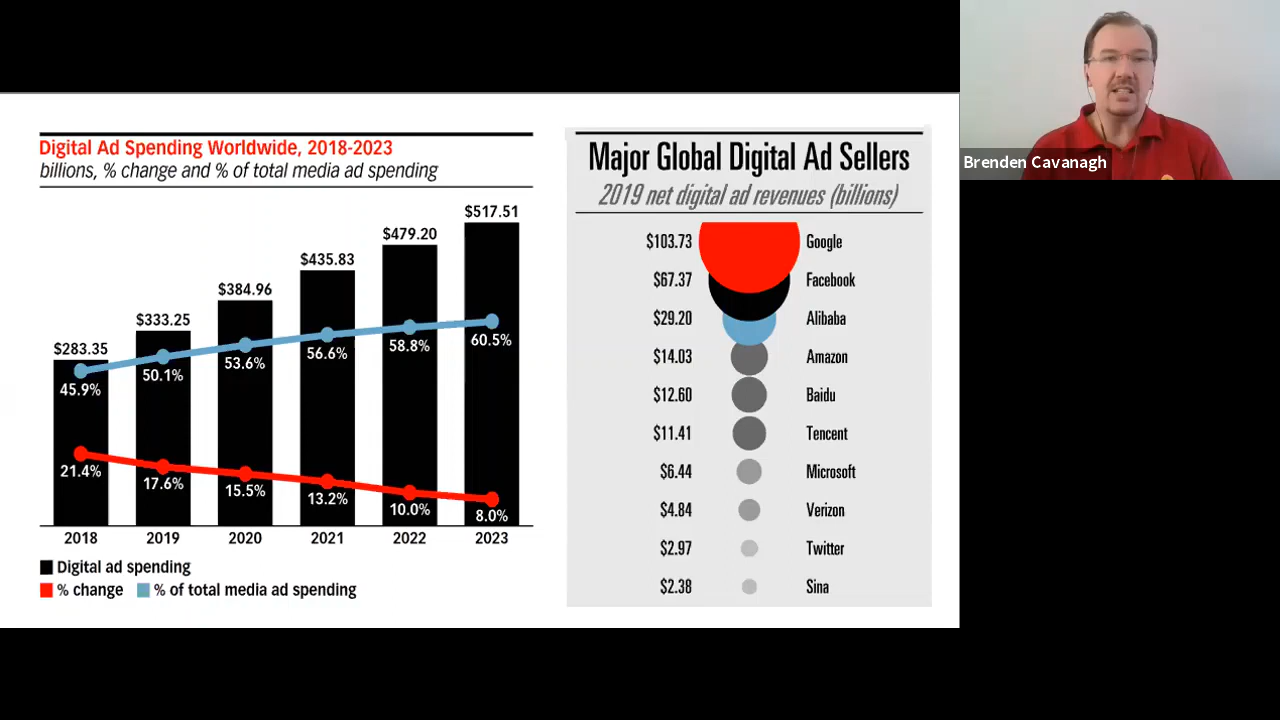 Digital Ad Spending Worldwide, 2018-2023
billions, % change and % of total media ad spending
$283.35
$333.25
$384.96
$435.83
$479.20
$517.51
45.9%
50.1%
53.6%
56.6%
58.8%
60.5%
21.4%
17.6%
15.5%
13.2%
10.0%
8.0%
2018 2019 2020 2021 2022 2023
Digital ad spending
% change % of total media ad spending
Major Global Digital Ad Sellers
2019 net digital ad revenues (billions)
$103.73 Google
$67.37 Facebook
$29.20 Alibaba
$14.03 Amazon
$12.60 Baidu
$11.41 Tencent
$6.44 Microsoft
$4.84 Verizon
$2.97 Twitter
$2.38 Sina
Brenden Cavanagh